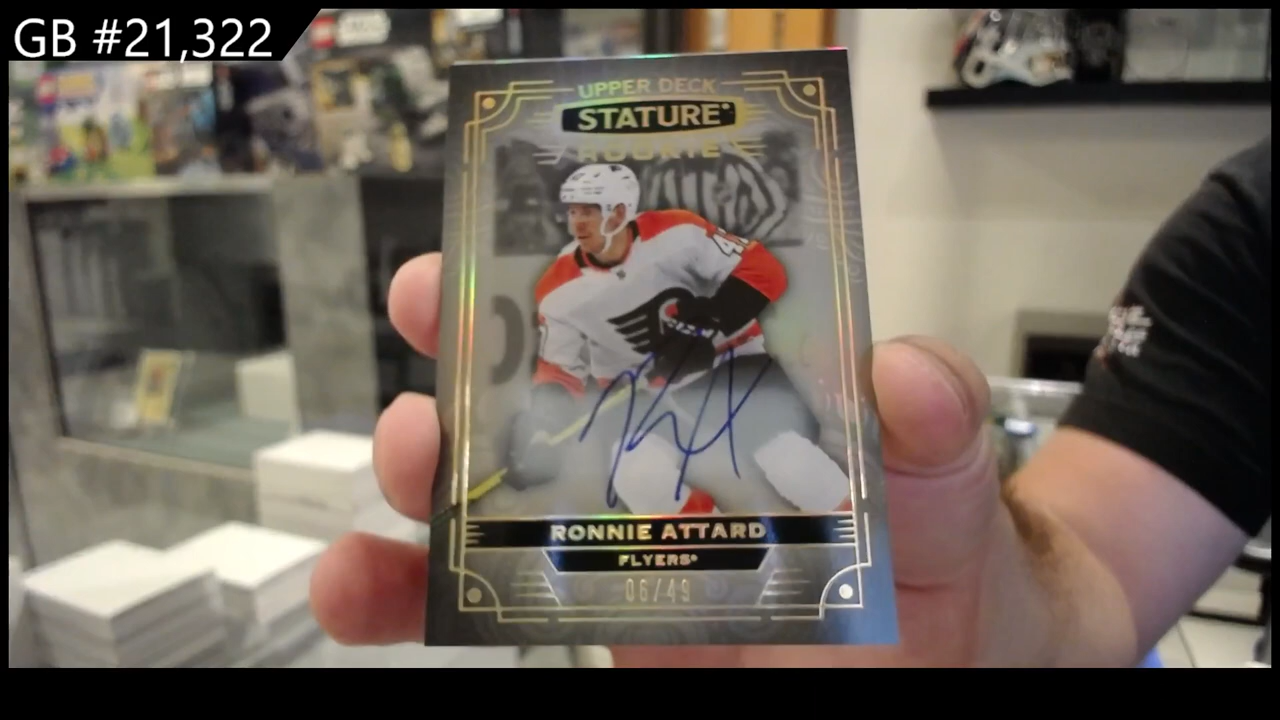 GB #21,322
UPPER DECK
STATURE
ROOKIE
RONNIE ATTARD
FLYERS
06/49